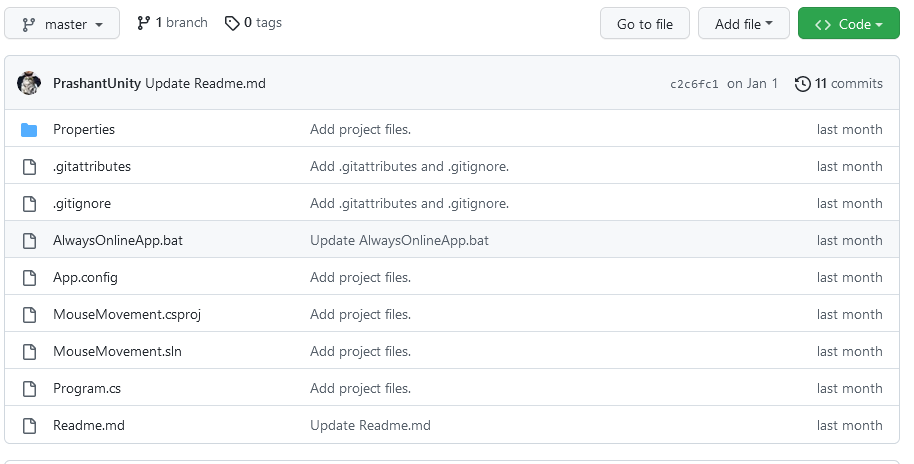 master 1 branch 0 tags Go to file Add file Code
PrashantUnity Update Readme.md c2c6fc1 on Jan 1 11 commits
Properties Add project files. last month
.gitattributes Add .gitattributes and .gitignore. last month
.gitignore Add .gitattributes and .gitignore. last month
AlwaysOnlineApp.bat Update AlwaysOnlineApp.bat last month
App.config Add project files. last month
MouseMovement.csproj Add project files. last month
MouseMovement.sln Add project files. last month
Program.cs Add project files. last month
Readme.md Update Readme.md last month